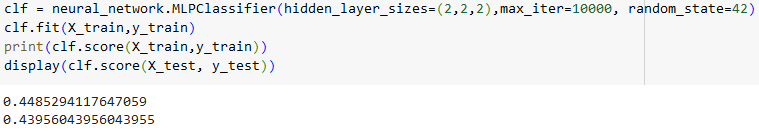 clf = neural_network.MLPClassifier(hidden_layer_sizes=(2,2,2),max_iter=10000, random_state=42)
clf.fit(X_train,y_train)
print(clf.score(X_train,y_train))
display(clf.score(X_test, y_test))
0.4485294117647059
0.43956043956043955